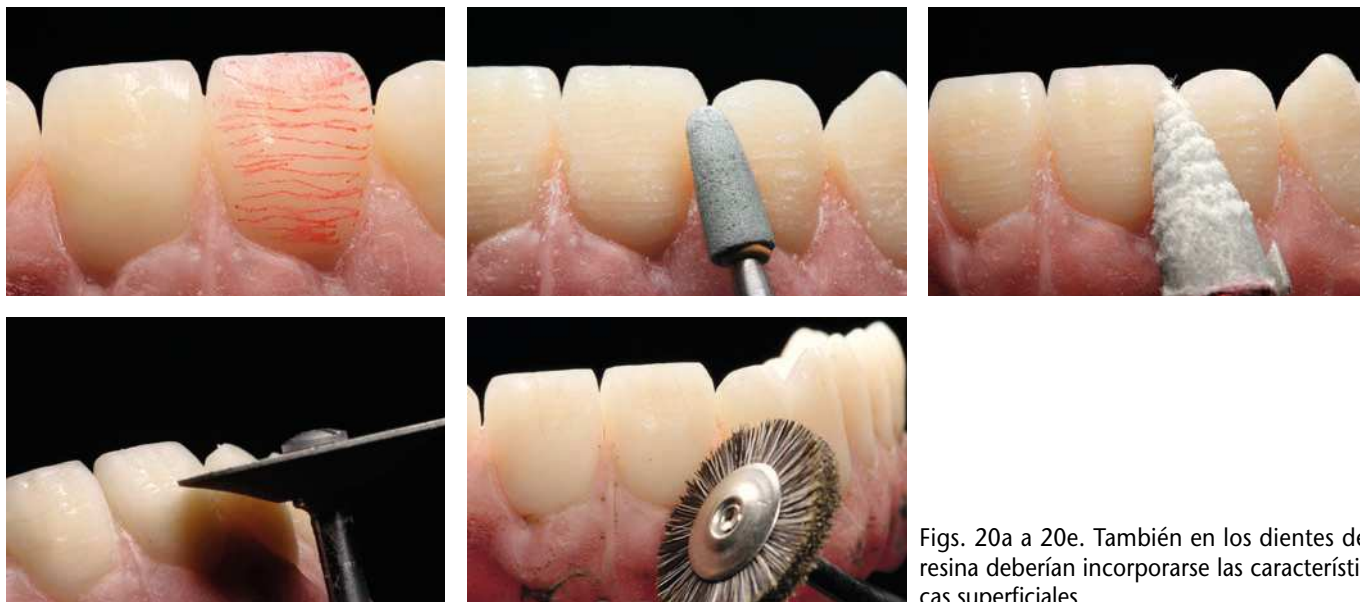 Figs. 20a a 20e. También en los dientes de
resina deberían incorporarse las característi-
cas superficiales